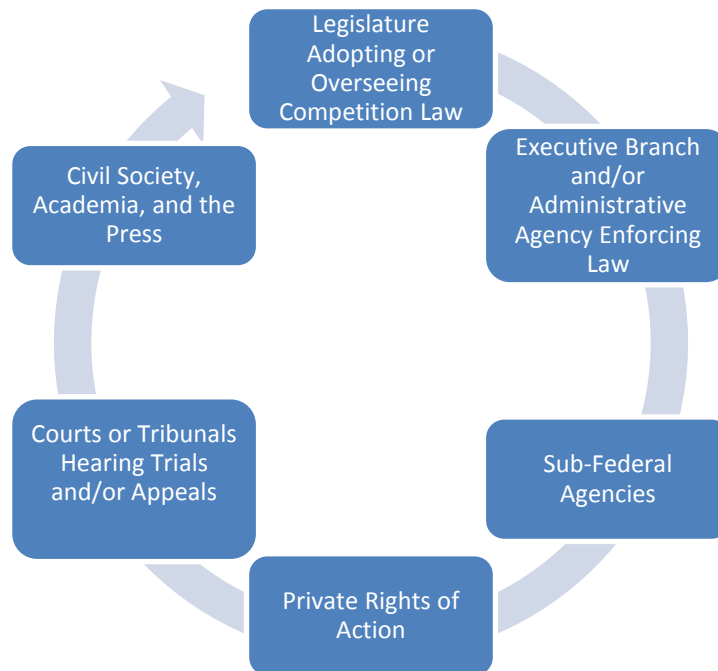 Legislature
Adopting or
Overseeing
Competition Law
Executive Branch
and/or
Administrative
Agency Enforcing
Law
Sub-Federal
Agencies
Private Rights of
Action
Courts or Tribunals
Hearing Trials
and/or Appeals
Civil Society,
Academia, and the
Press